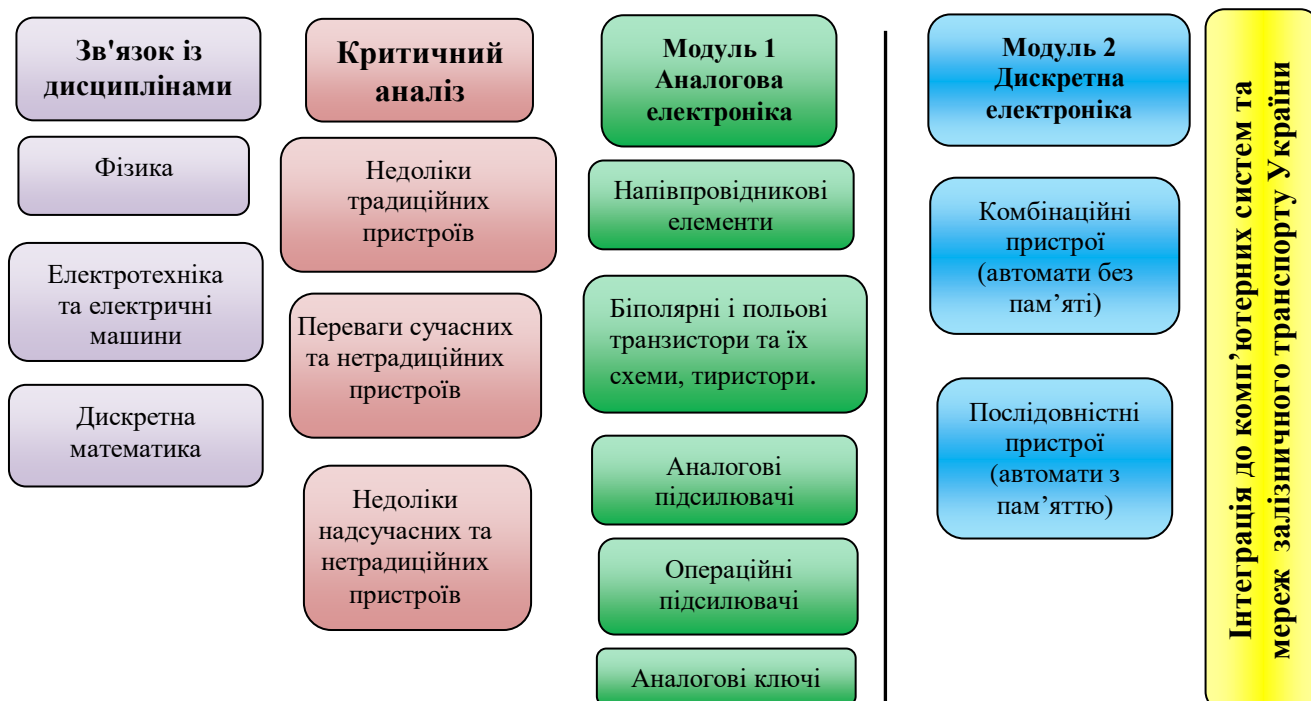 Зв'язок із
дисциплінами
Фізика
Електротехніка
та електричні
машини
Дискретна
математика
Критичний
аналіз
Недоліки
традиційних
пристроїв
Переваги сучасних
та нетрадиційних
пристроїв
Недоліки
надсучасних та
нетрадиційних
пристроїв
Модуль 1
Аналогова
електроніка
Напівпровідникові
елементи
Біполярні і польові
транзистори та їх
схеми, тиристори.
Аналогові
підсилювачі
Операційні
підсилювачі
Аналогові ключі
Модуль 2
Дискретна
електроніка
Комбінаційні
пристрої
(автомати без
пам’яті)
Послідовністні
пристрої
(автомати з
пам’яттю)
Інтеграція до комп’ютерних систем та
мереж залізничного транспорту України